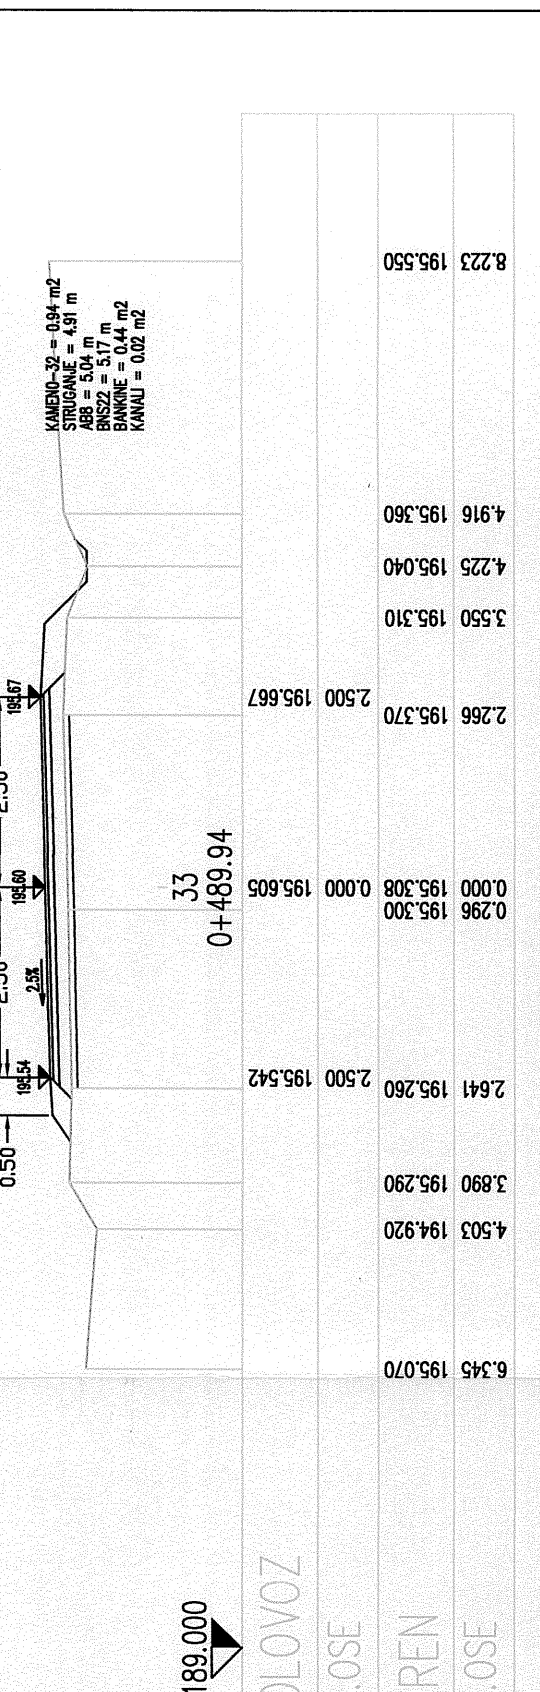 KAMENO-32 = 0.94 m2
STRUGANJE = 4.91 m
AB8 = 5.04 m
BNS22 = 5.17 m
BANKINE = 0.44 m2
KANALI = 0.02 m2
0.50
2.5%
195.54
195.60
195.67
33
0+489.94
189.000
OLOVOZ
195.542 195.605 195.667
.OSE
2.500 0.000 2.500
REN
195.070 194.920 195.290 195.260 195.300 195.308 195.370 195.310 195.040 195.360 195.550
.OSE
6.345 4.503 3.890 2.641 0.296 0.000 2.266 3.550 4.225 4.916 8.223